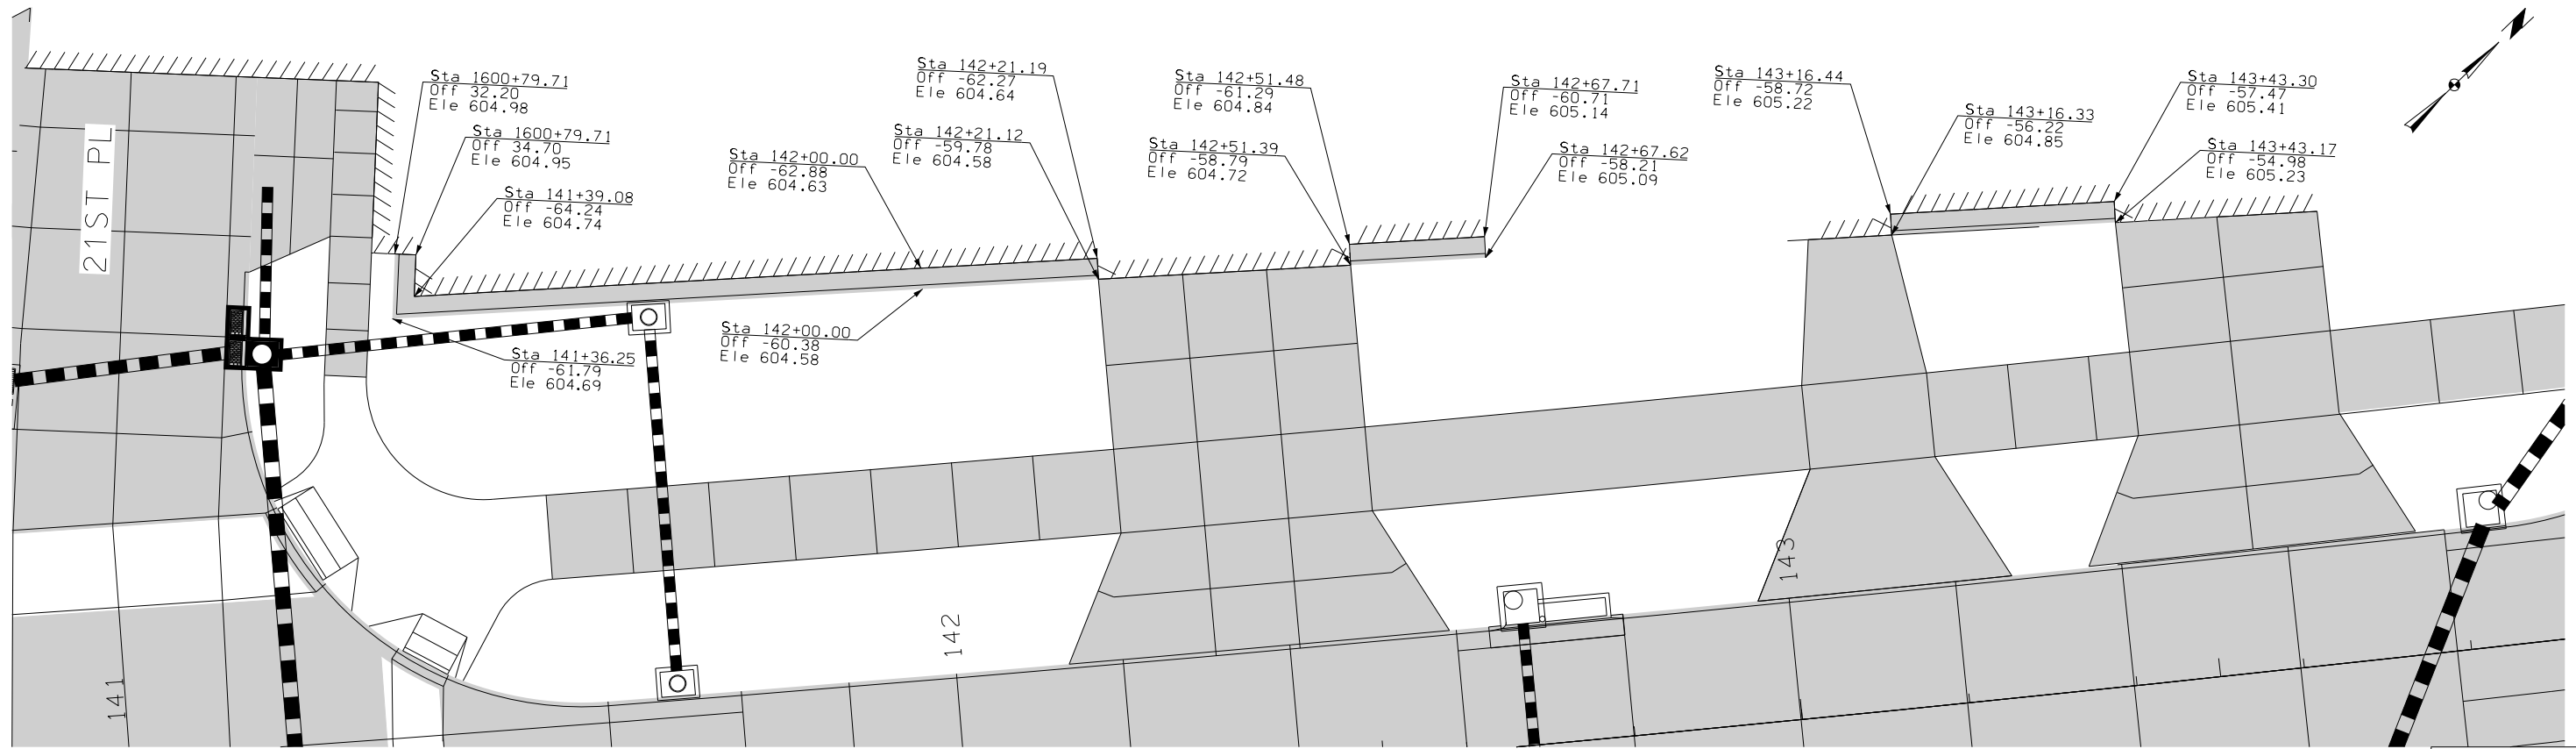 Sta 1600+79.71
Off 32.20
Ele 604.98
Sta 1600+79.71
Off 34.70
Ele 604.95
Sta 141+39.08
Off -64.24
Ele 604.74
Sta 142+00.00
Off -62.88
Ele 604.63
Sta 142+21.19
Off -62.27
Ele 604.64
Sta 142+21.12
Off -59.78
Ele 604.58
Sta 142+51.48
Off -61.29
Ele 604.84
Sta 142+51.39
Off -58.79
Ele 604.72
Sta 142+67.71
Off -60.71
Ele 605.14
Sta 142+67.62
Off -58.21
Ele 605.09
Sta 143+16.44
Off -58.72
Ele 605.22
Sta 143+16.33
Off -56.22
Ele 604.85
Sta 143+43.30
Off -57.47
Ele 605.41
Sta 143+43.17
Off -54.98
Ele 605.23
N
21ST PL
Sta 141+36.25
Off -61.79
Ele 604.69
Sta 142+00.00
Off -60.38
Ele 604.58
141
142
143